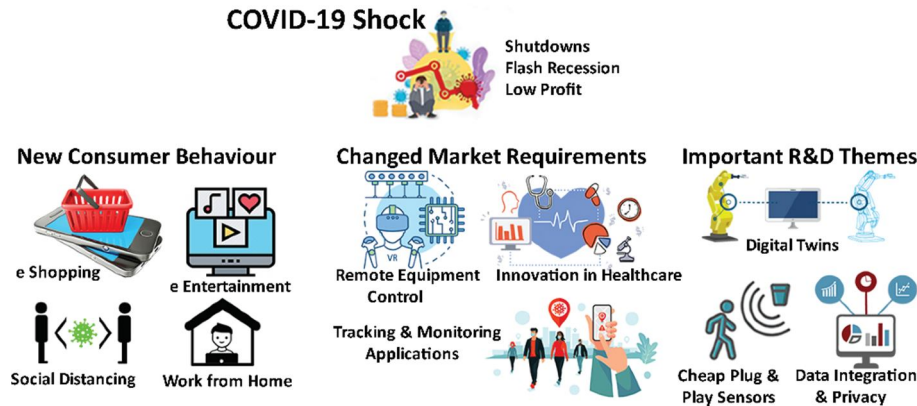 COVID-19 Shock
Shutdowns
Flash Recession
Low Profit
New Consumer Behaviour
e Shopping
e Entertainment
Social Distancing
Work from Home
Changed Market Requirements
VR
Remote Equipment
Control
Innovation in Healthcare
Tracking & Monitoring
Applications
Important R&D Themes
Digital Twins
Cheap Plug &
Play Sensors
Data Integration
& Privacy